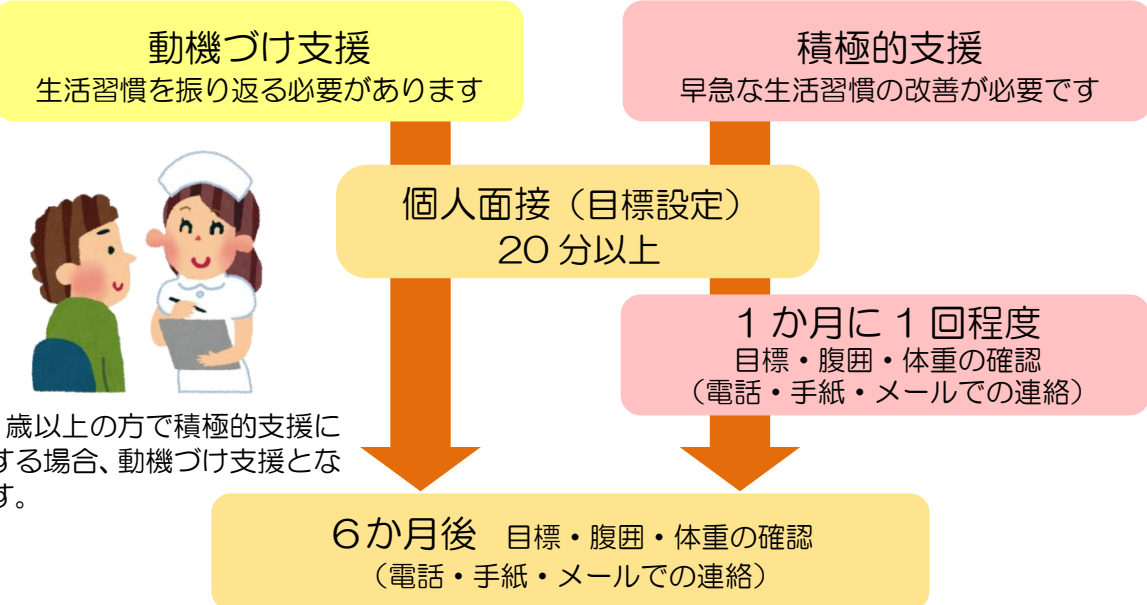 動機づけ支援
生活習慣を振り返る必要があります
積極的支援
早急な生活習慣の改善が必要です
個人面接（目標設定）
20分以上
1か月に1回程度
目標・腹囲・体重の確認
（電話・手紙・メールでの連絡）
歳以上の方で積極的支援に
する場合、動機づけ支援とな
す。
6か月後　目標・腹囲・体重の確認
（電話・手紙・メールでの連絡）